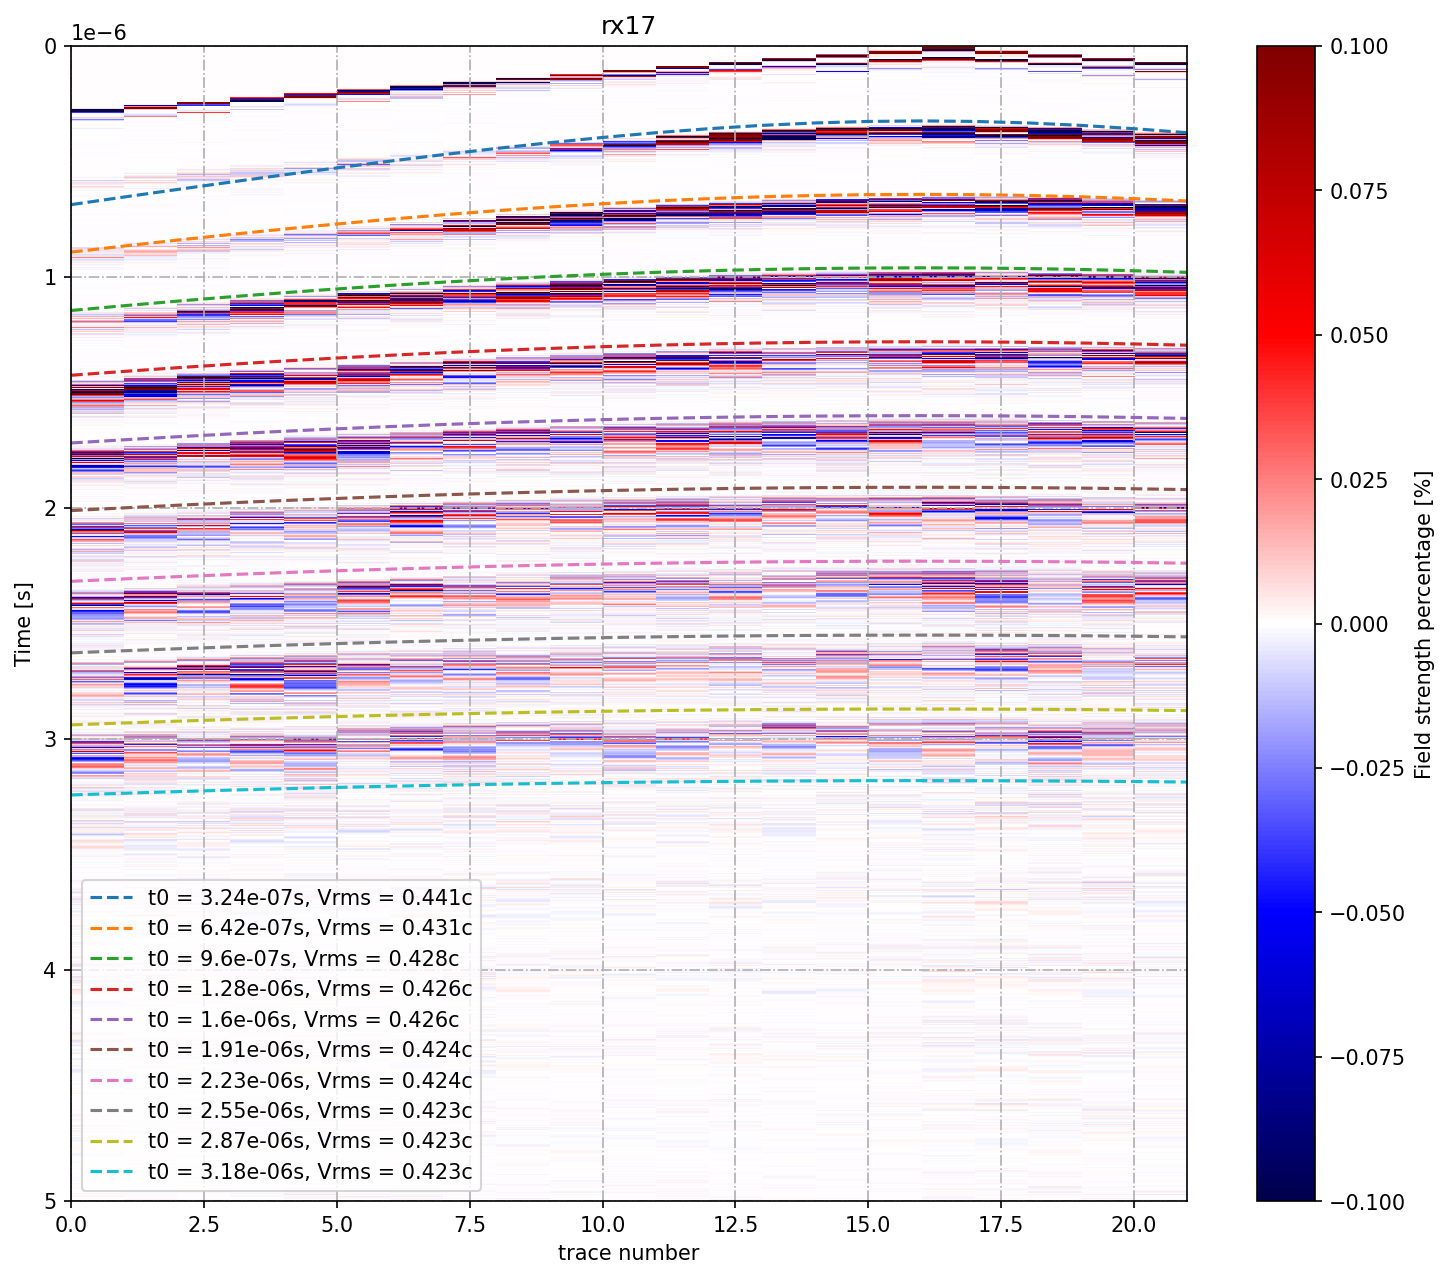 rx17
1e−6
0
1
2
3
4
5
Time [s]
0.0
2.5
5.0
7.5
10.0
12.5
15.0
17.5
20.0
trace number
t0 = 3.24e-07s, Vrms = 0.441c
t0 = 6.42e-07s, Vrms = 0.431c
t0 = 9.6e-07s, Vrms = 0.428c
t0 = 1.28e-06s, Vrms = 0.426c
t0 = 1.6e-06s, Vrms = 0.426c
t0 = 1.91e-06s, Vrms = 0.424c
t0 = 2.23e-06s, Vrms = 0.424c
t0 = 2.55e-06s, Vrms = 0.423c
t0 = 2.87e-06s, Vrms = 0.423c
t0 = 3.18e-06s, Vrms = 0.423c
0.100
0.075
0.050
0.025
0.000
−0.025
−0.050
−0.075
−0.100
Field strength percentage [%]